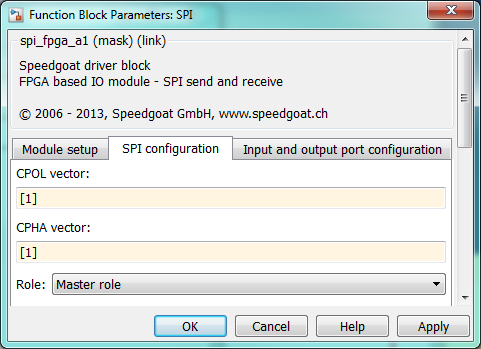 Function Block Parameters: SPI
spi_fpga_a1 (mask) (link)
Speedgoat driver block
FPGA based IO module - SPI send and receive
© 2006 - 2013, Speedgoat GmbH, www.speedgoat.ch
Module setup SPI configuration Input and output port configuration
CPOL vector:
[1]
CPHA vector:
[1]
Role: Master role
OK Cancel Help Apply